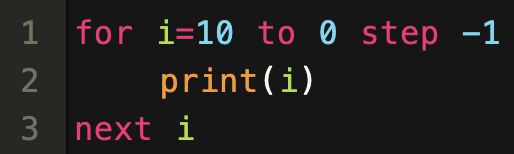 1 for i=10 to 0 step -1
2     print(i)
3 next i